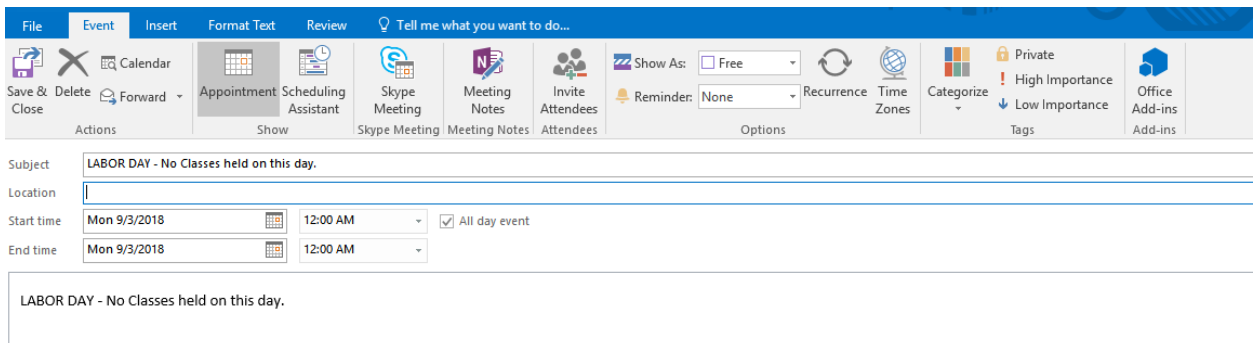 File Event Insert Format Text Review Tell me what you want to do...
Save & Close Delete Calendar Forward Appointment Scheduling Assistant Skype Meeting Meeting Notes Invite Attendees Show As: Free Reminder: None Recurrence Time Zones Categorize Private High Importance Low Importance Office Add-ins
Actions Show Skype Meeting Meeting Notes Attendees Options Tags Add-ins
Subject LABOR DAY - No Classes held on this day.
Location
Start time Mon 9/3/2018 12:00 AM All day event
End time Mon 9/3/2018 12:00 AM
LABOR DAY - No Classes held on this day.